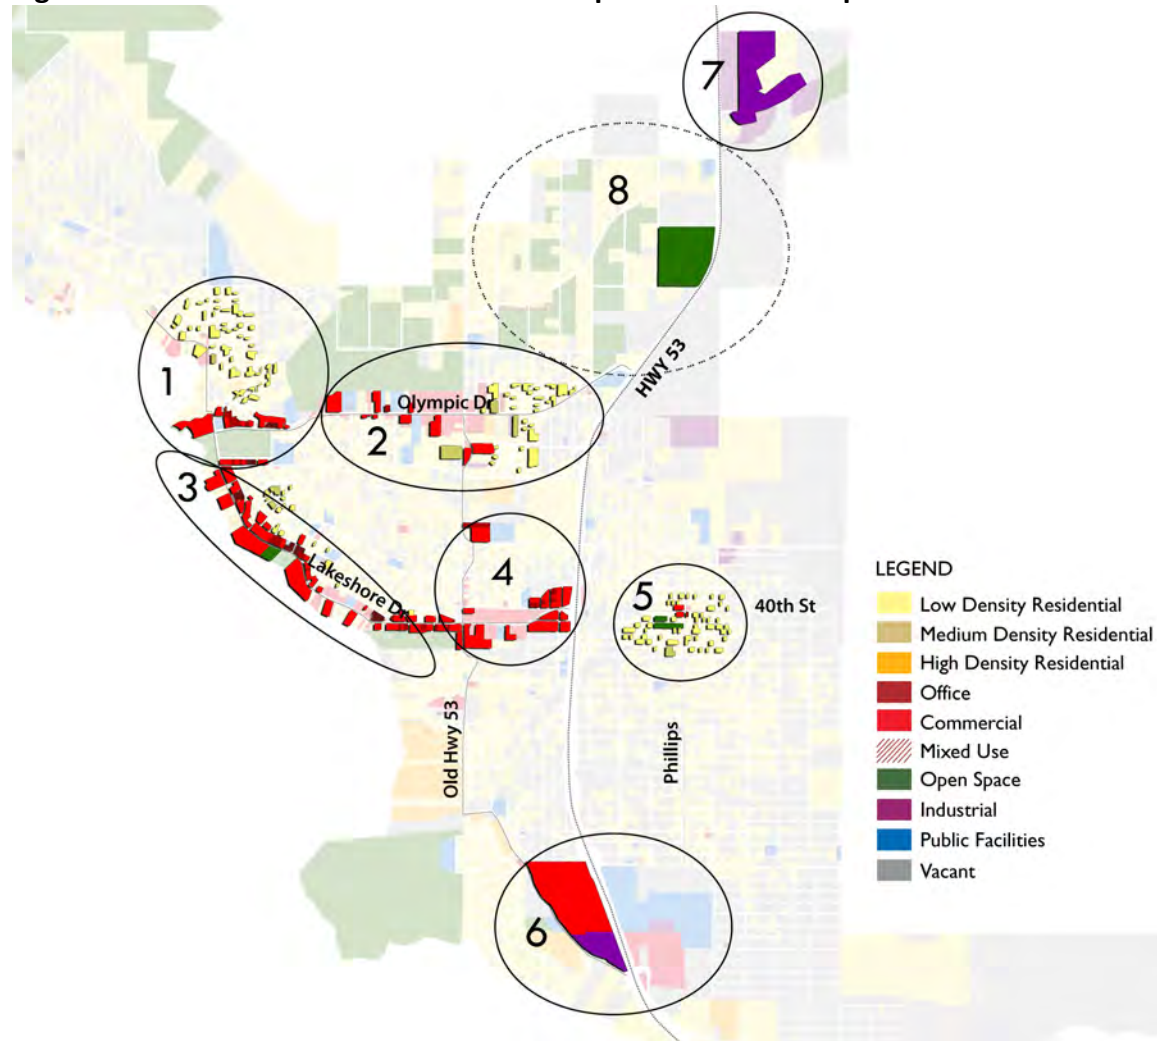 7
8
HWY 53
1
Olympic Dr
2
3
Lakeshore Dr
4
5
40th St
Old Hwy 53
Phillips
6
LEGEND
Low Density Residential
Medium Density Residential
High Density Residential
Office
Commercial
Mixed Use
Open Space
Industrial
Public Facilities
Vacant